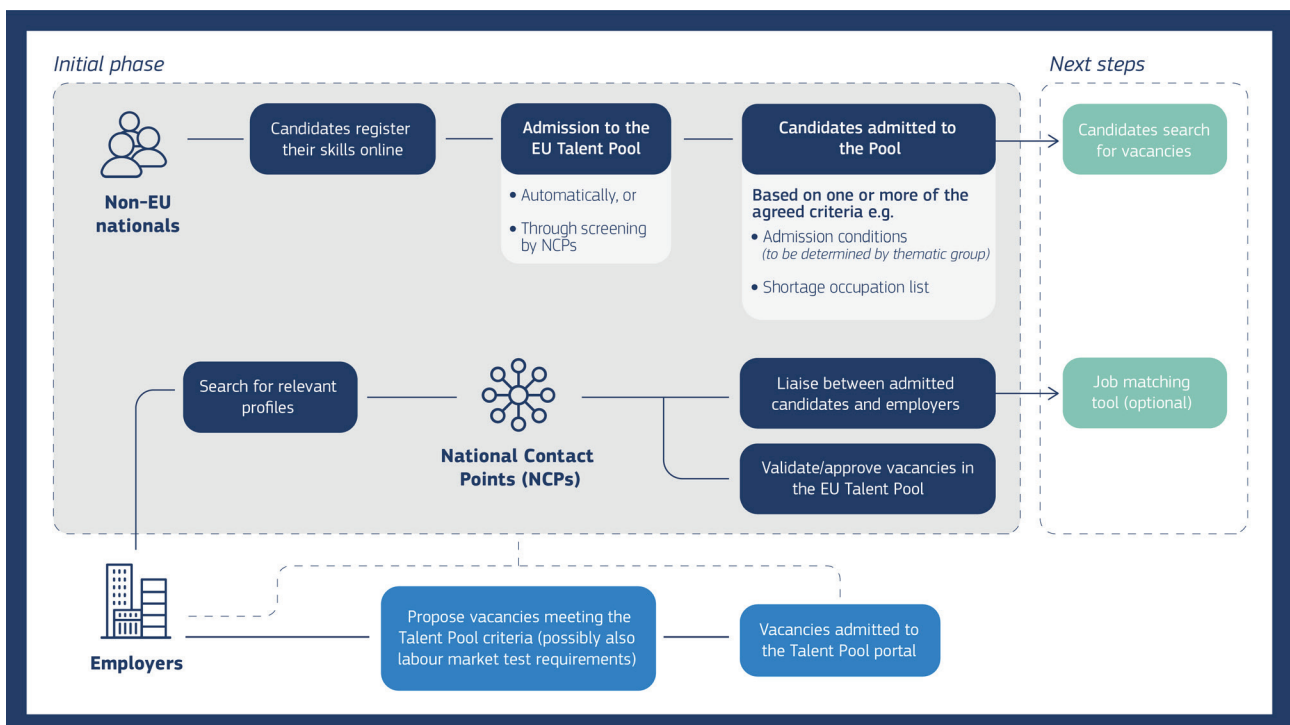 Initial phase
Next steps
Non-EU
nationals
Candidates register
their skills online
Admission to the
EU Talent Pool
• Automatically, or
• Through screening
by NCPs
Candidates admitted to
the Pool
Based on one or more of the
agreed criteria e.g.
• Admission conditions
(to be determined by thematic group)
• Shortage occupation list
Candidates search
for vacancies
Search for relevant
profiles
National Contact
Points (NCPs)
Liaise between admitted
candidates and employers
Validate/approve vacancies in
the EU Talent Pool
Job matching
tool (optional)
Employers
Propose vacancies meeting the
Talent Pool criteria (possibly also
labour market test requirements)
Vacancies admitted to
the Talent Pool portal